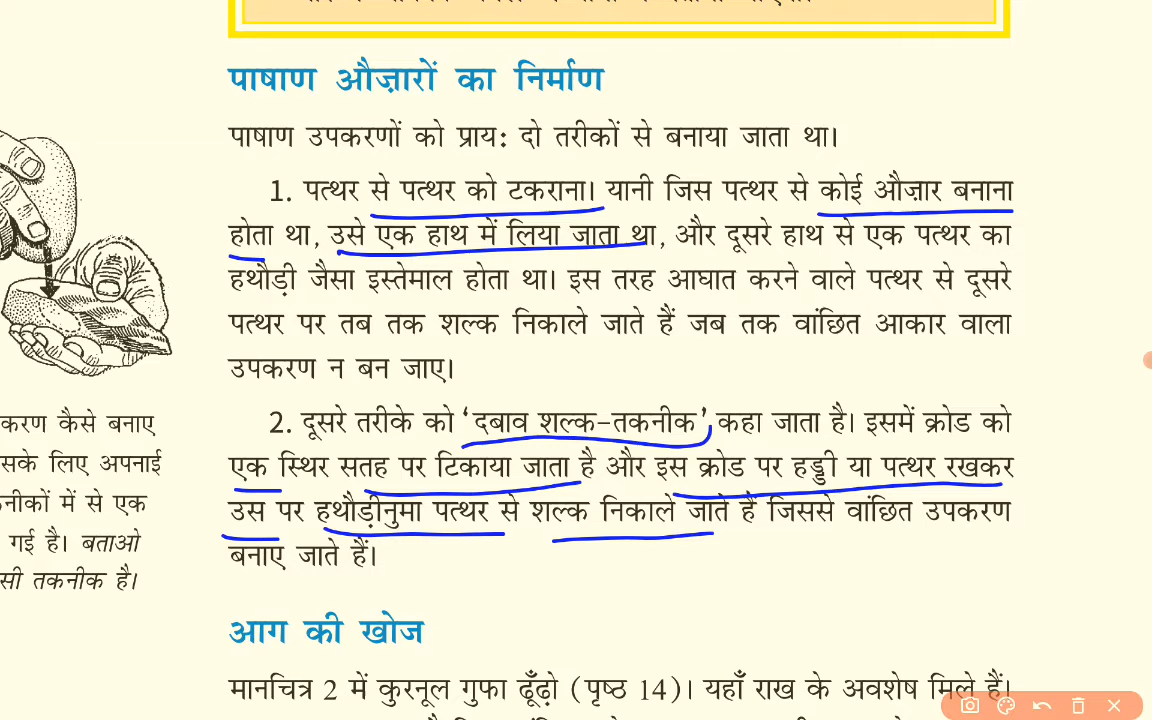 पाषाण औज़ारों का निर्माण
पाषाण उपकरणों को प्राय: दो तरीकों से बनाया जाता था।
1. पत्थर से पत्थर को टकराना। यानी जिस पत्थर से कोई औज़ार बनाना
होता था, उसे एक हाथ में लिया जाता था, और दूसरे हाथ से एक पत्थर का
हथौड़ी जैसा इस्तेमाल होता था। इस तरह आघात करने वाले पत्थर से दूसरे
पत्थर पर तब तक शल्क निकाले जाते हैं जब तक वांछित आकार वाला
उपकरण न बन जाए।
2. दूसरे तरीके को ‘दबाव शल्क-तकनीक’ कहा जाता है। इसमें क्रोड को
एक स्थिर सतह पर टिकाया जाता है और इस क्रोड पर हड्डी या पत्थर रखकर
उस पर हथौड़ीनुमा पत्थर से शल्क निकाले जाते हैं जिससे वांछित उपकरण
बनाए जाते हैं।
करण कैसे बनाए
सके लिए अपनाई
नीकों में से एक
गई है। बताओ
सी तकनीक है।
आग की खोज
मानचित्र 2 में कुरनूल गुफा ढूँढ़ो (पृष्ठ 14)। यहाँ राख के अवशेष मिले हैं।